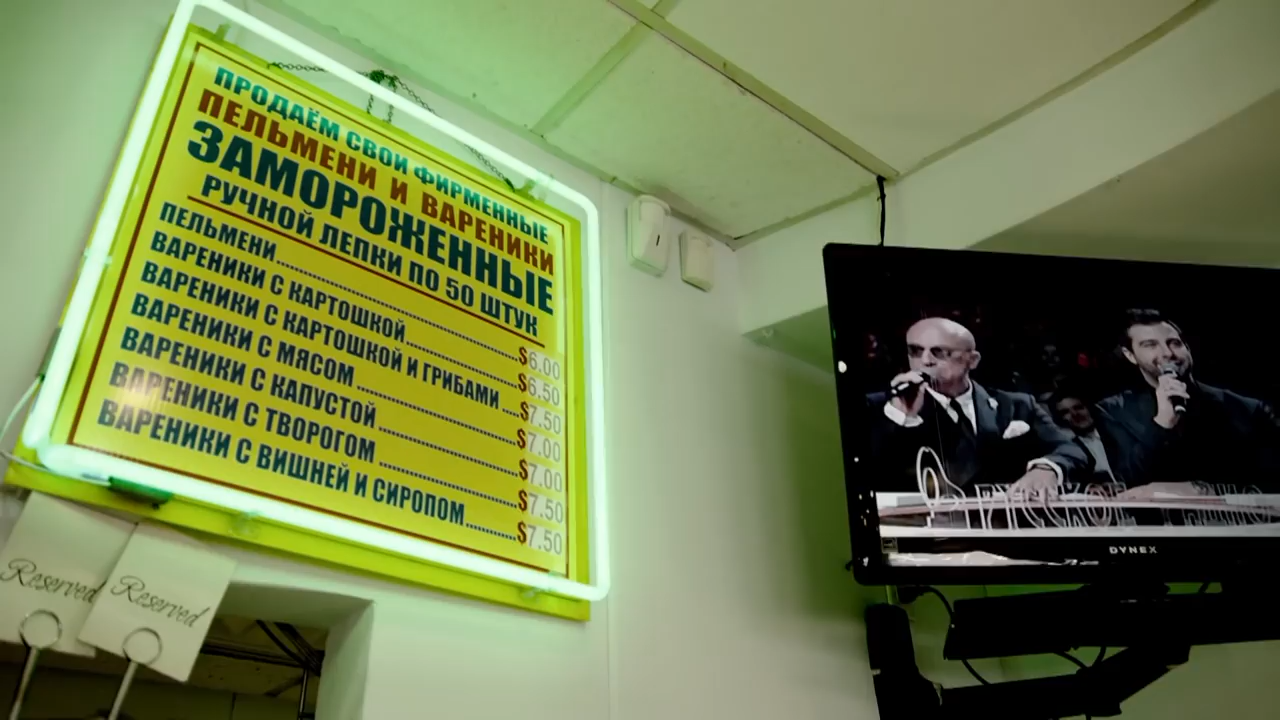 ПРОДАЁМ СВОИ ФИРМЕННЫЕ
ПЕЛЬМЕНИ И ВАРЕНИКИ
ЗАМОРОЖЕННЫЕ
РУЧНОЙ ЛЕПКИ ПО 50 ШТУК
ПЕЛЬМЕНИ........$6.00
ВАРЕНИКИ С КАРТОШКОЙ........$6.50
ВАРЕНИКИ С КАРТОШКОЙ И ГРИБАМИ ...$7.50
ВАРЕНИКИ С МЯСОМ ........$7.00
ВАРЕНИКИ С КАПУСТОЙ ........$7.00
ВАРЕНИКИ С ТВОРОГОМ ........$7.50
ВАРЕНИКИ С ВИШНЕЙ И СИРОПОМ........$7.50
Reserved
Reserved
РУССКОЕ РАДИО
DYNEX